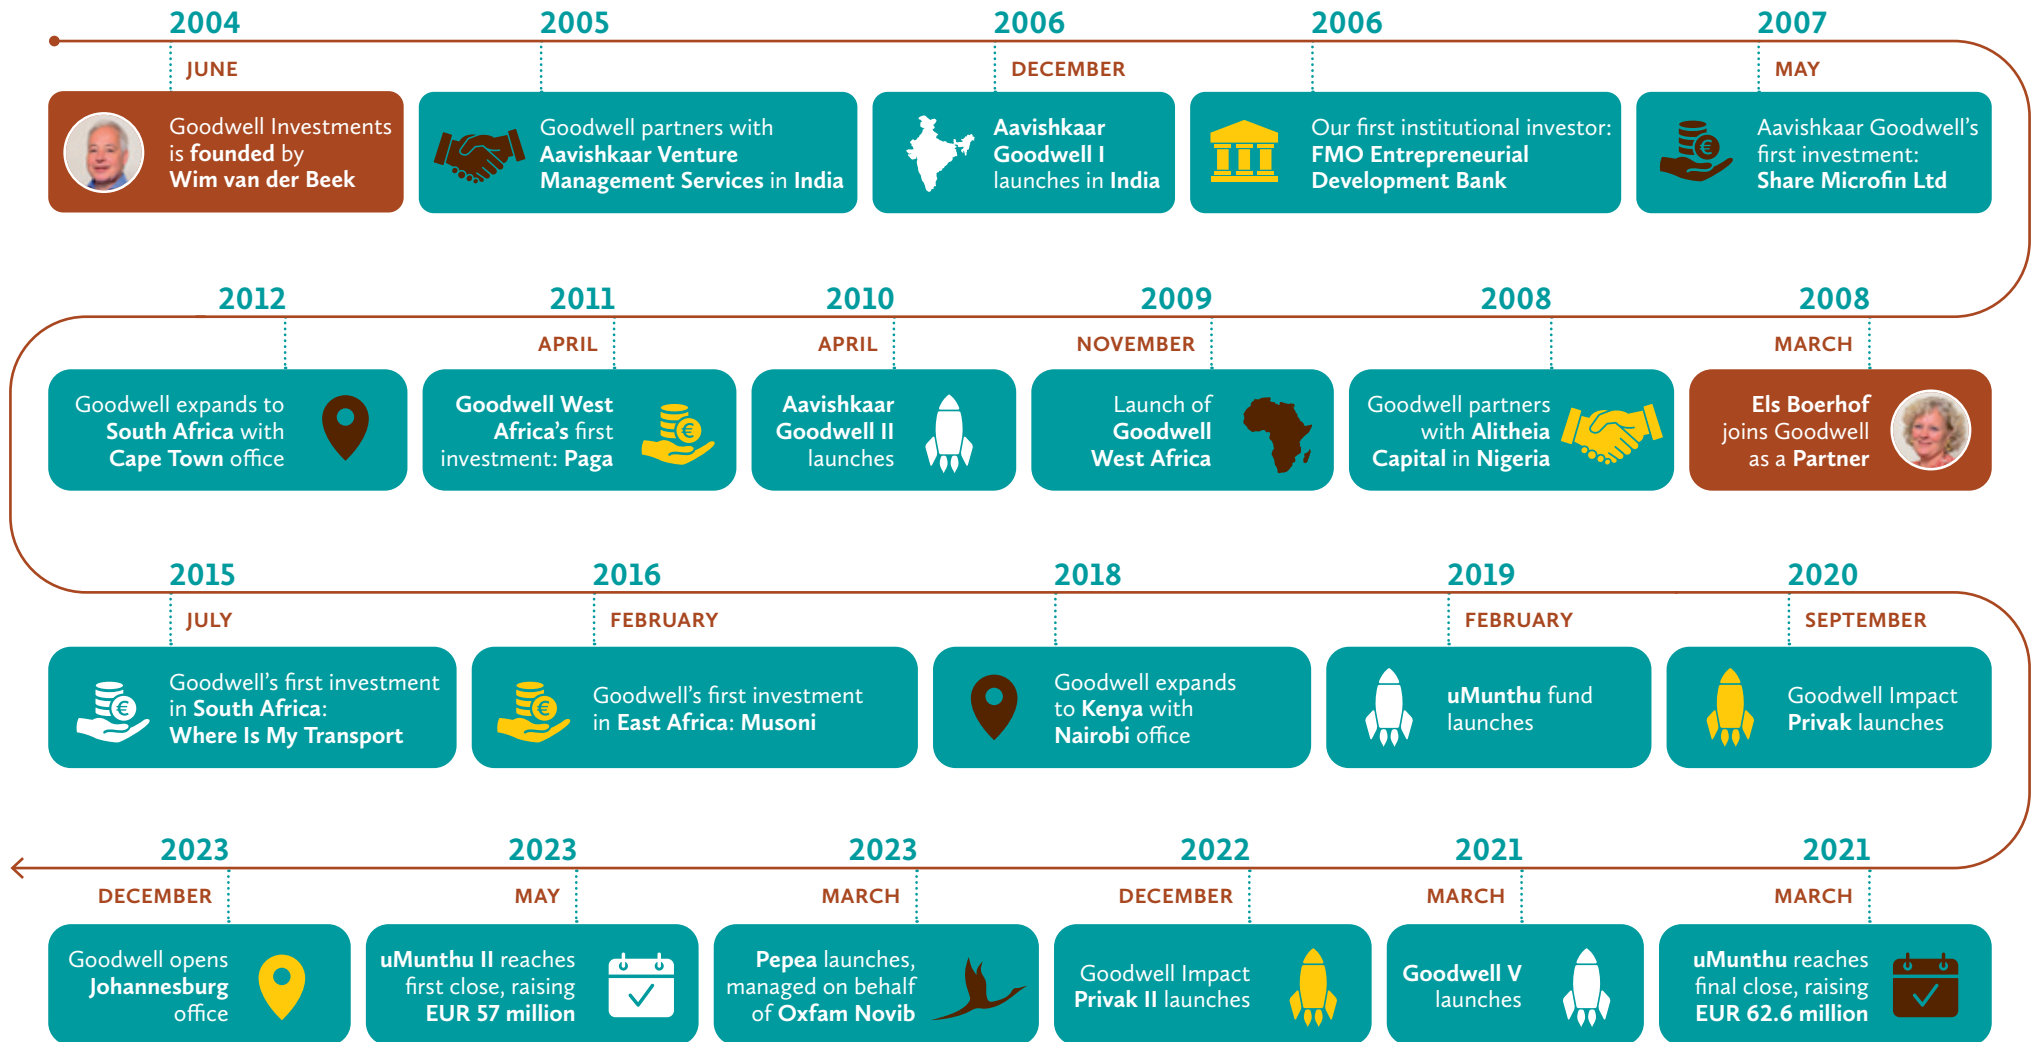 2004
JUNE
Goodwell Investments
is founded by
Wim van der Beek
2005
Goodwell partners with
Aavishkaar Venture
Management Services in India
2006
DECEMBER
Aavishkaar
Goodwell I
launches in India
2006
Our first institutional investor:
FMO Entrepreneurial
Development Bank
2007
MAY
Aavishkaar Goodwell’s
first investment:
Share Microfin Ltd
2008
MARCH
Els Boerhof
joins Goodwell
as a Partner
2008
Goodwell partners
with Alitheia
Capital in Nigeria
2009
NOVEMBER
Launch of
Goodwell
West Africa
2010
APRIL
Aavishkaar
Goodwell II
launches
2011
APRIL
Goodwell West
Africa’s first
investment: Paga
2012
Goodwell expands to
South Africa with
Cape Town office
2015
JULY
Goodwell’s first investment
in South Africa:
Where Is My Transport
2016
FEBRUARY
Goodwell’s first investment
in East Africa: Musoni
2018
Goodwell expands
to Kenya with
Nairobi office
2019
FEBRUARY
uMunthu fund
launches
2020
SEPTEMBER
Goodwell Impact
Privak launches
2021
MARCH
uMunthu reaches
final close, raising
EUR 62.6 million
2021
MARCH
Goodwell V
launches
2022
DECEMBER
Goodwell Impact
Privak II launches
2023
MARCH
Pepea launches,
managed on behalf
of Oxfam Novib
2023
MAY
uMunthu II reaches
first close, raising
EUR 57 million
2023
DECEMBER
Goodwell opens
Johannesburg
office